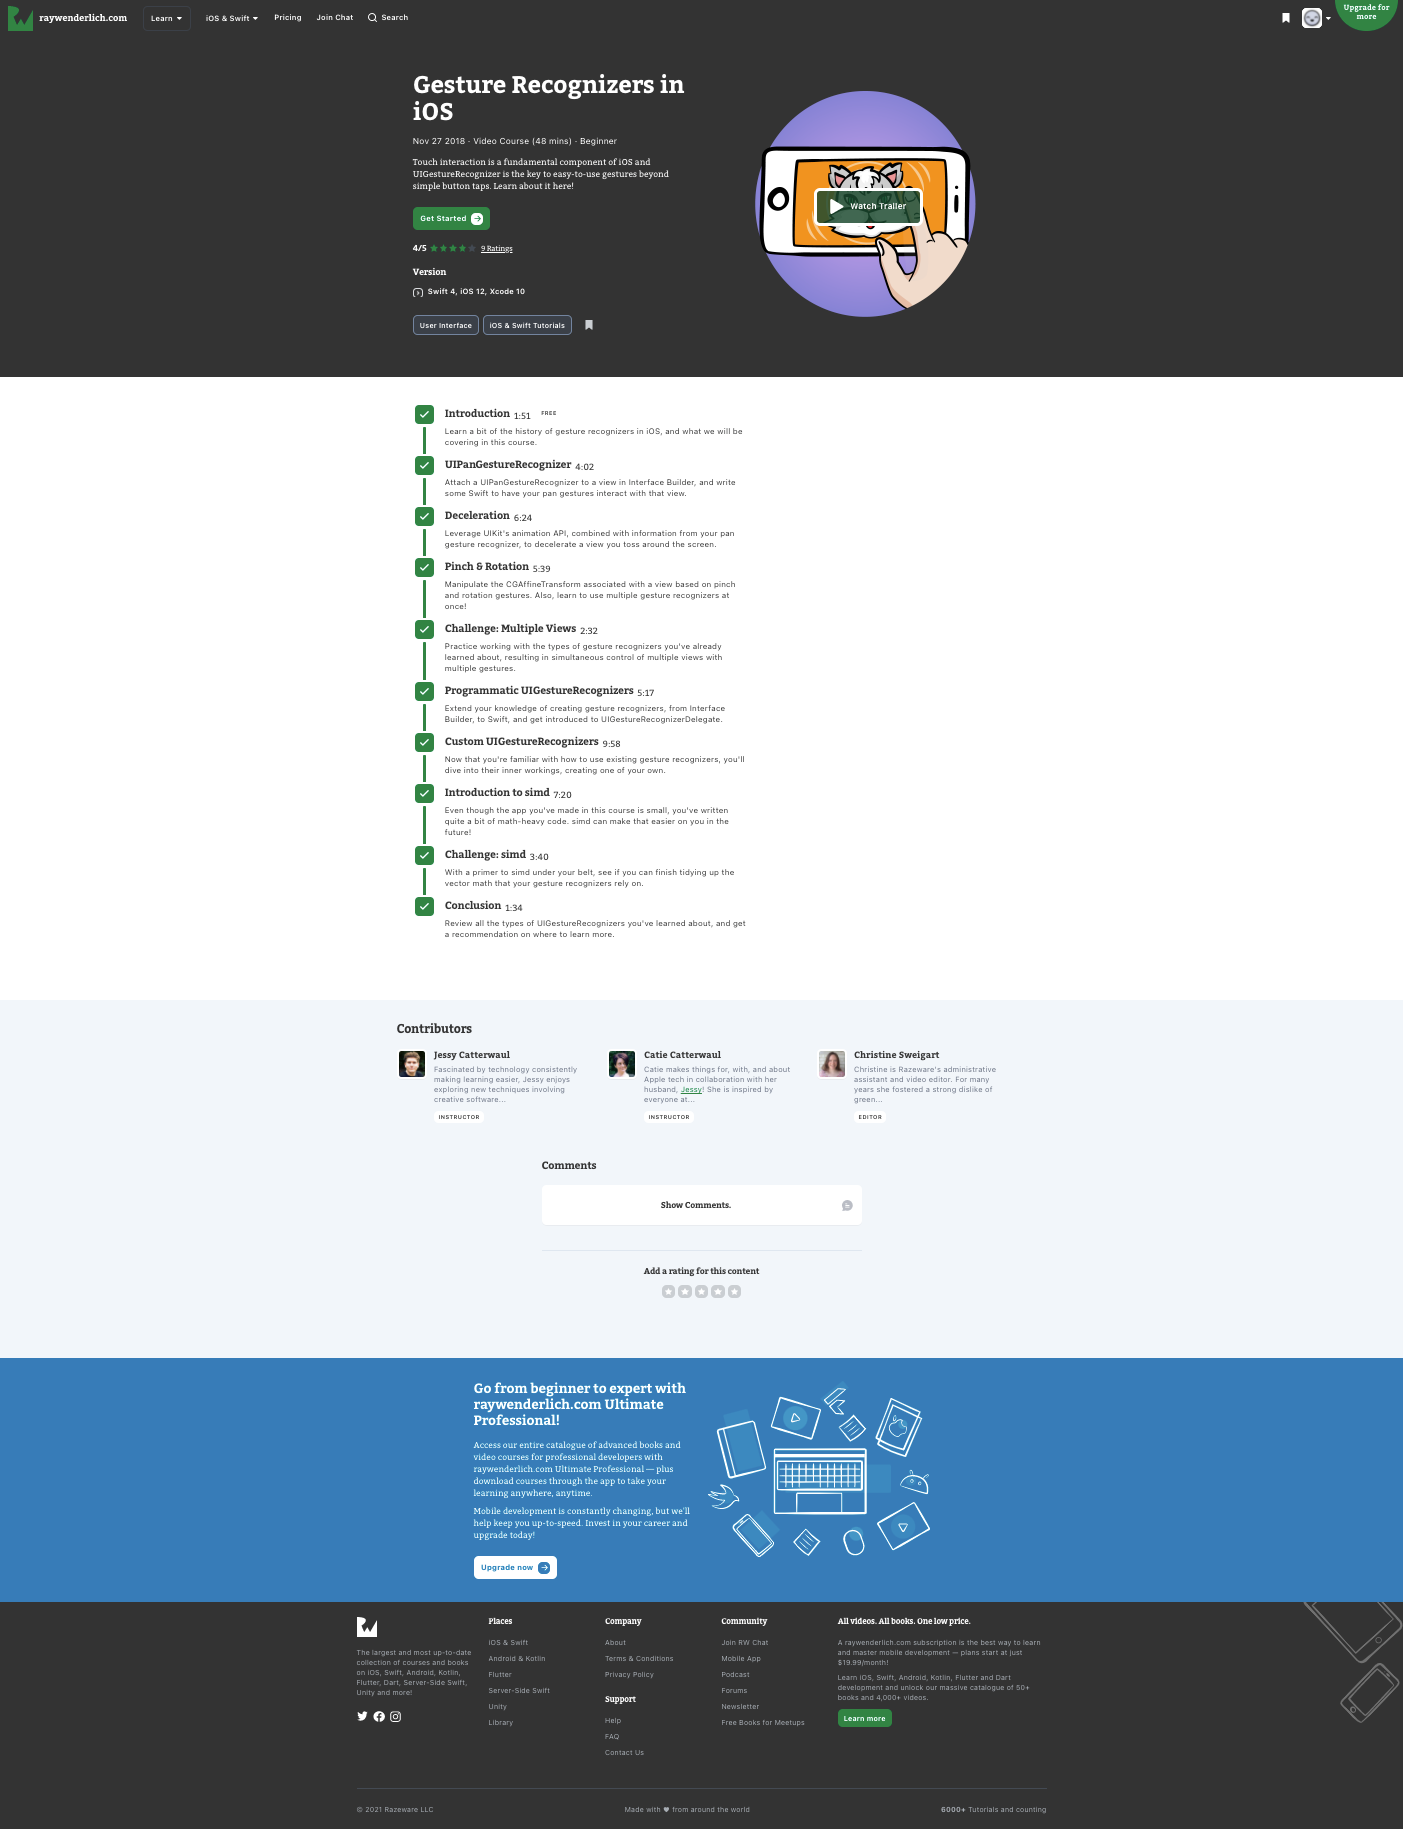 raywenderlich.com
Learn
iOS & Swift
Pricing
Join Chat
Search
Upgrade for
more
Gesture Recognizers in
iOS
Nov 27 2018 · Video Course (48 mins) · Beginner
Touch interaction is a fundamental component of iOS and
UIGestureRecognizer is the key to easy-to-use gestures beyond
simple button taps. Learn about it here!
Get Started
4/5 9 Ratings
Version
Swift 4, iOS 12, Xcode 10
User Interface
iOS & Swift Tutorials
Watch Trailer
Introduction 1:51 FREE
Learn a bit of the history of gesture recognizers in iOS, and what we will be
covering in this course.
UIPanGestureRecognizer 4:02
Attach a UIPanGestureRecognizer to a view in Interface Builder, and write
some Swift to have your pan gestures interact with that view.
Deceleration 6:24
Leverage UIKit's animation API, combined with information from your pan
gesture recognizer, to decelerate a view you toss around the screen.
Pinch & Rotation 5:39
Manipulate the CGAffineTransform associated with a view based on pinch
and rotation gestures. Also, learn to use multiple gesture recognizers at
once!
Challenge: Multiple Views 2:32
Practice working with the types of gesture recognizers you've already
learned about, resulting in simultaneous control of multiple views with
multiple gestures.
Programmatic UIGestureRecognizers 5:17
Extend your knowledge of creating gesture recognizers, from Interface
Builder, to Swift, and get introduced to UIGestureRecognizerDelegate.
Custom UIGestureRecognizers 9:58
Now that you're familiar with how to use existing gesture recognizers, you'll
dive into their inner workings, creating one of your own.
Introduction to simd 7:20
Even though the app you've made in this course is small, you've written
quite a bit of math-heavy code. simd can make that easier on you in the
future!
Challenge: simd 3:40
With a primer to simd under your belt, see if you can finish tidying up the
vector math that your gesture recognizers rely on.
Conclusion 1:34
Review all the types of UIGestureRecognizers you've learned about, and get
a recommendation on where to learn more.
Contributors
Jessy Catterwaul
Fascinated by technology consistently
making learning easier, Jessy enjoys
exploring new techniques involving
creative software...
INSTRUCTOR
Catie Catterwaul
Catie makes things for, with, and about
Apple tech in collaboration with her
husband, Jessy! She is inspired by
everyone at...
INSTRUCTOR
Christine Sweigart
Christine is Razeware's administrative
assistant and video editor. For many
years she fostered a strong dislike of
green...
EDITOR
Comments
Show Comments.
Add a rating for this content
Go from beginner to expert with
raywenderlich.com Ultimate
Professional!
Access our entire catalogue of advanced books and
video courses for professional developers with
raywenderlich.com Ultimate Professional — plus
download courses through the app to take your
learning anywhere, anytime.
Mobile development is constantly changing, but we'll
help keep you up-to-speed. Invest in your career and
upgrade today!
Upgrade now
The largest and most up-to-date
collection of courses and books
on iOS, Swift, Android, Kotlin,
Flutter, Dart, Server-Side Swift,
Unity and more!
Places
iOS & Swift
Android & Kotlin
Flutter
Server-Side Swift
Unity
Library
Company
About
Terms & Conditions
Privacy Policy
Support
Help
FAQ
Contact Us
Community
Join RW Chat
Mobile App
Podcast
Forums
Newsletter
Free Books for Meetups
All videos. All books. One low price.
A raywenderlich.com subscription is the best way to learn
and master mobile development — plans start at just
$19.99/month!
Learn iOS, Swift, Android, Kotlin, Flutter and Dart
development and unlock our massive catalogue of 50+
books and 4,000+ videos.
Learn more
© 2021 Razeware LLC
Made with ♥ from around the world
6000+ Tutorials and counting